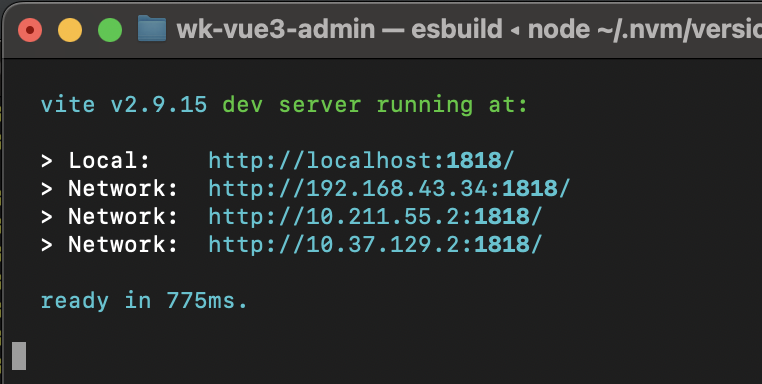 wk-vue3-admin — esbuild ◂ node ~/.nvm/versio
vite v2.9.15 dev server running at:
> Local: http://localhost:1818/
> Network: http://192.168.43.34:1818/
> Network: http://10.211.55.2:1818/
> Network: http://10.37.129.2:1818/
ready in 775ms.